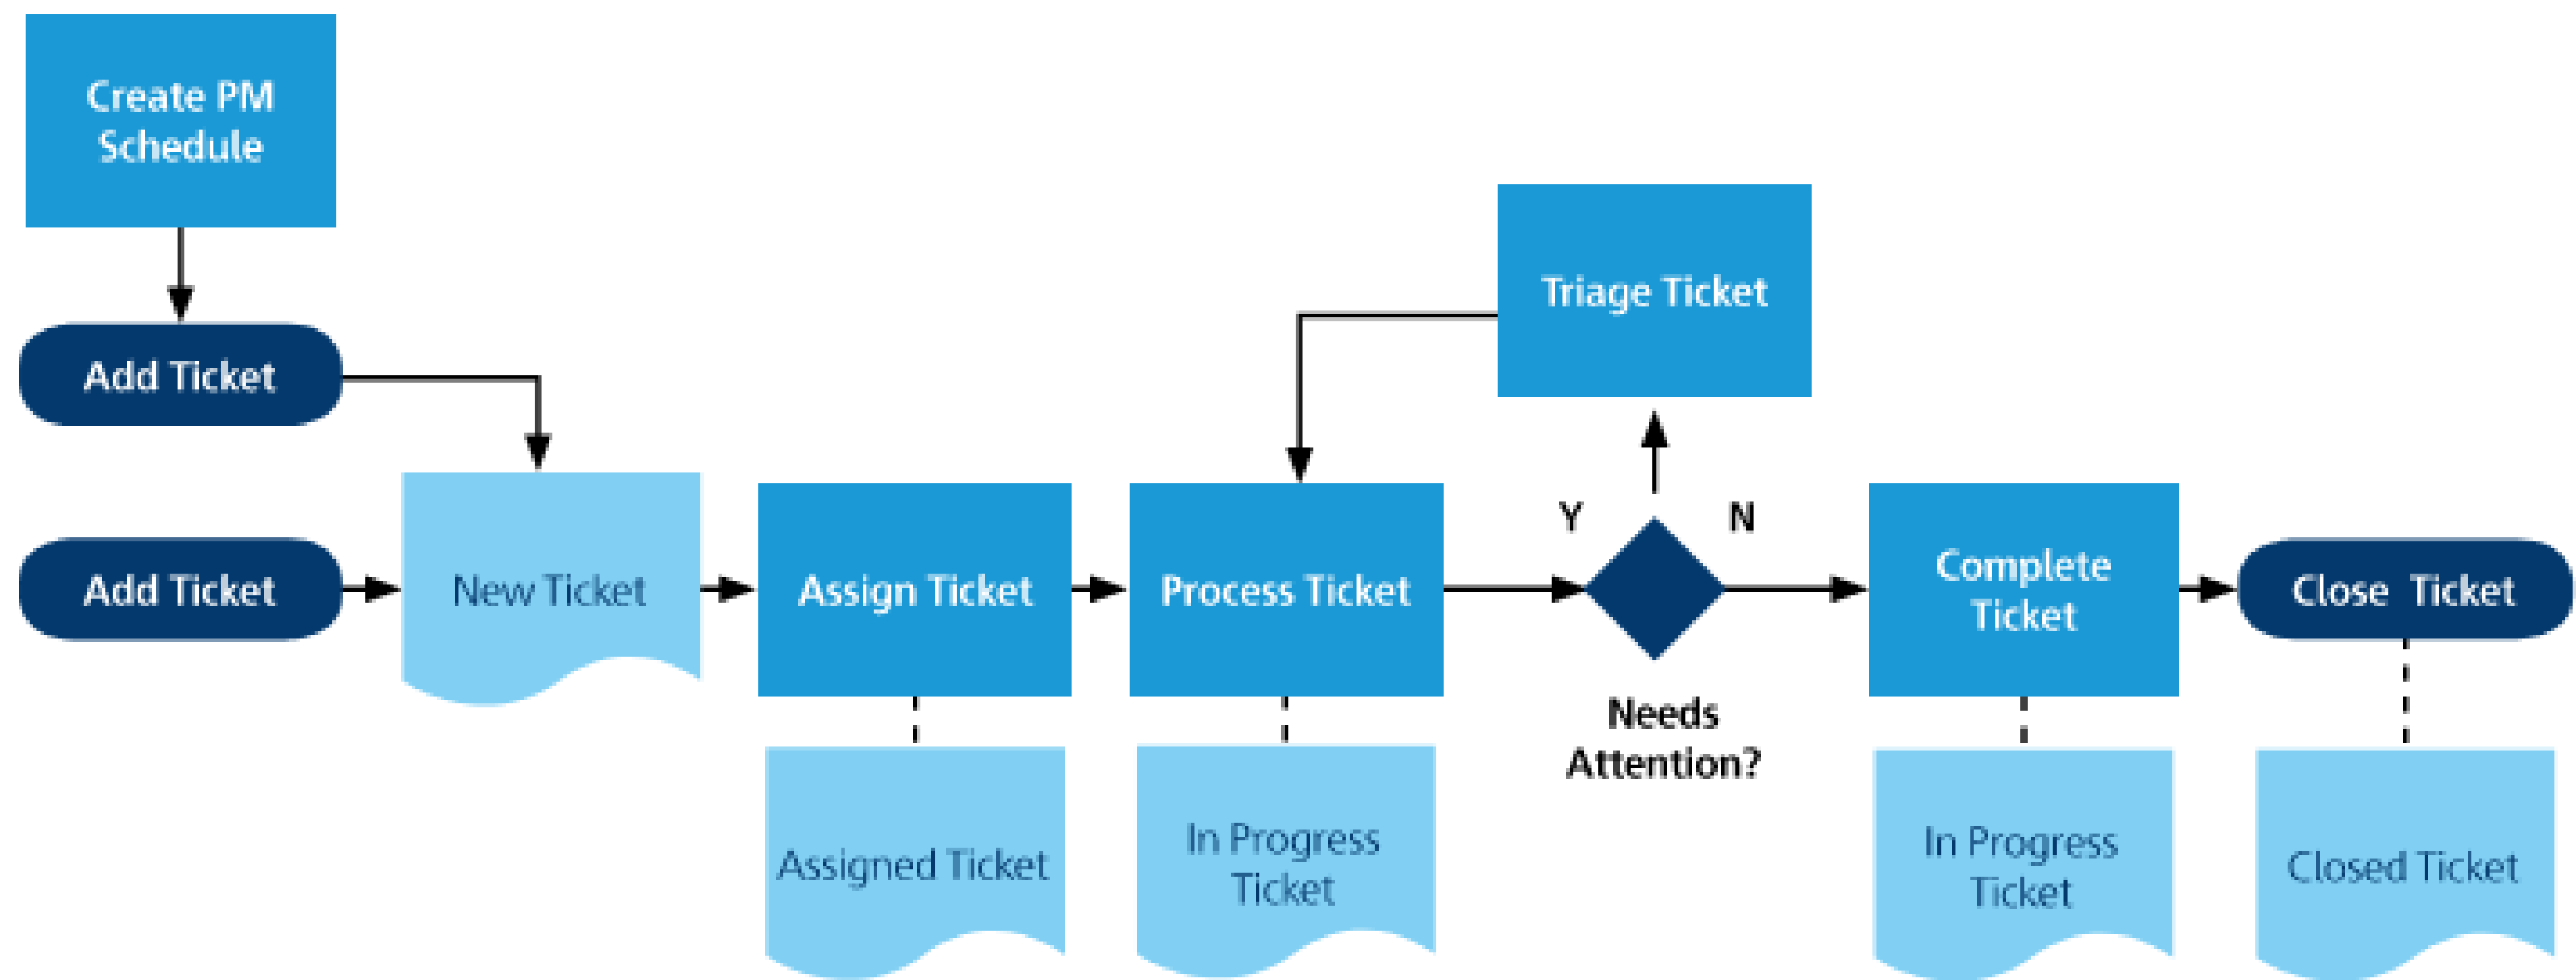 Create PM
Schedule
Add Ticket
Triage Ticket
Add Ticket
New Ticket
Assign Ticket
Process Ticket
Y
N
Needs
Attention?
Complete
Ticket
Close Ticket
Assigned Ticket
In Progress
Ticket
In Progress
Ticket
Closed Ticket